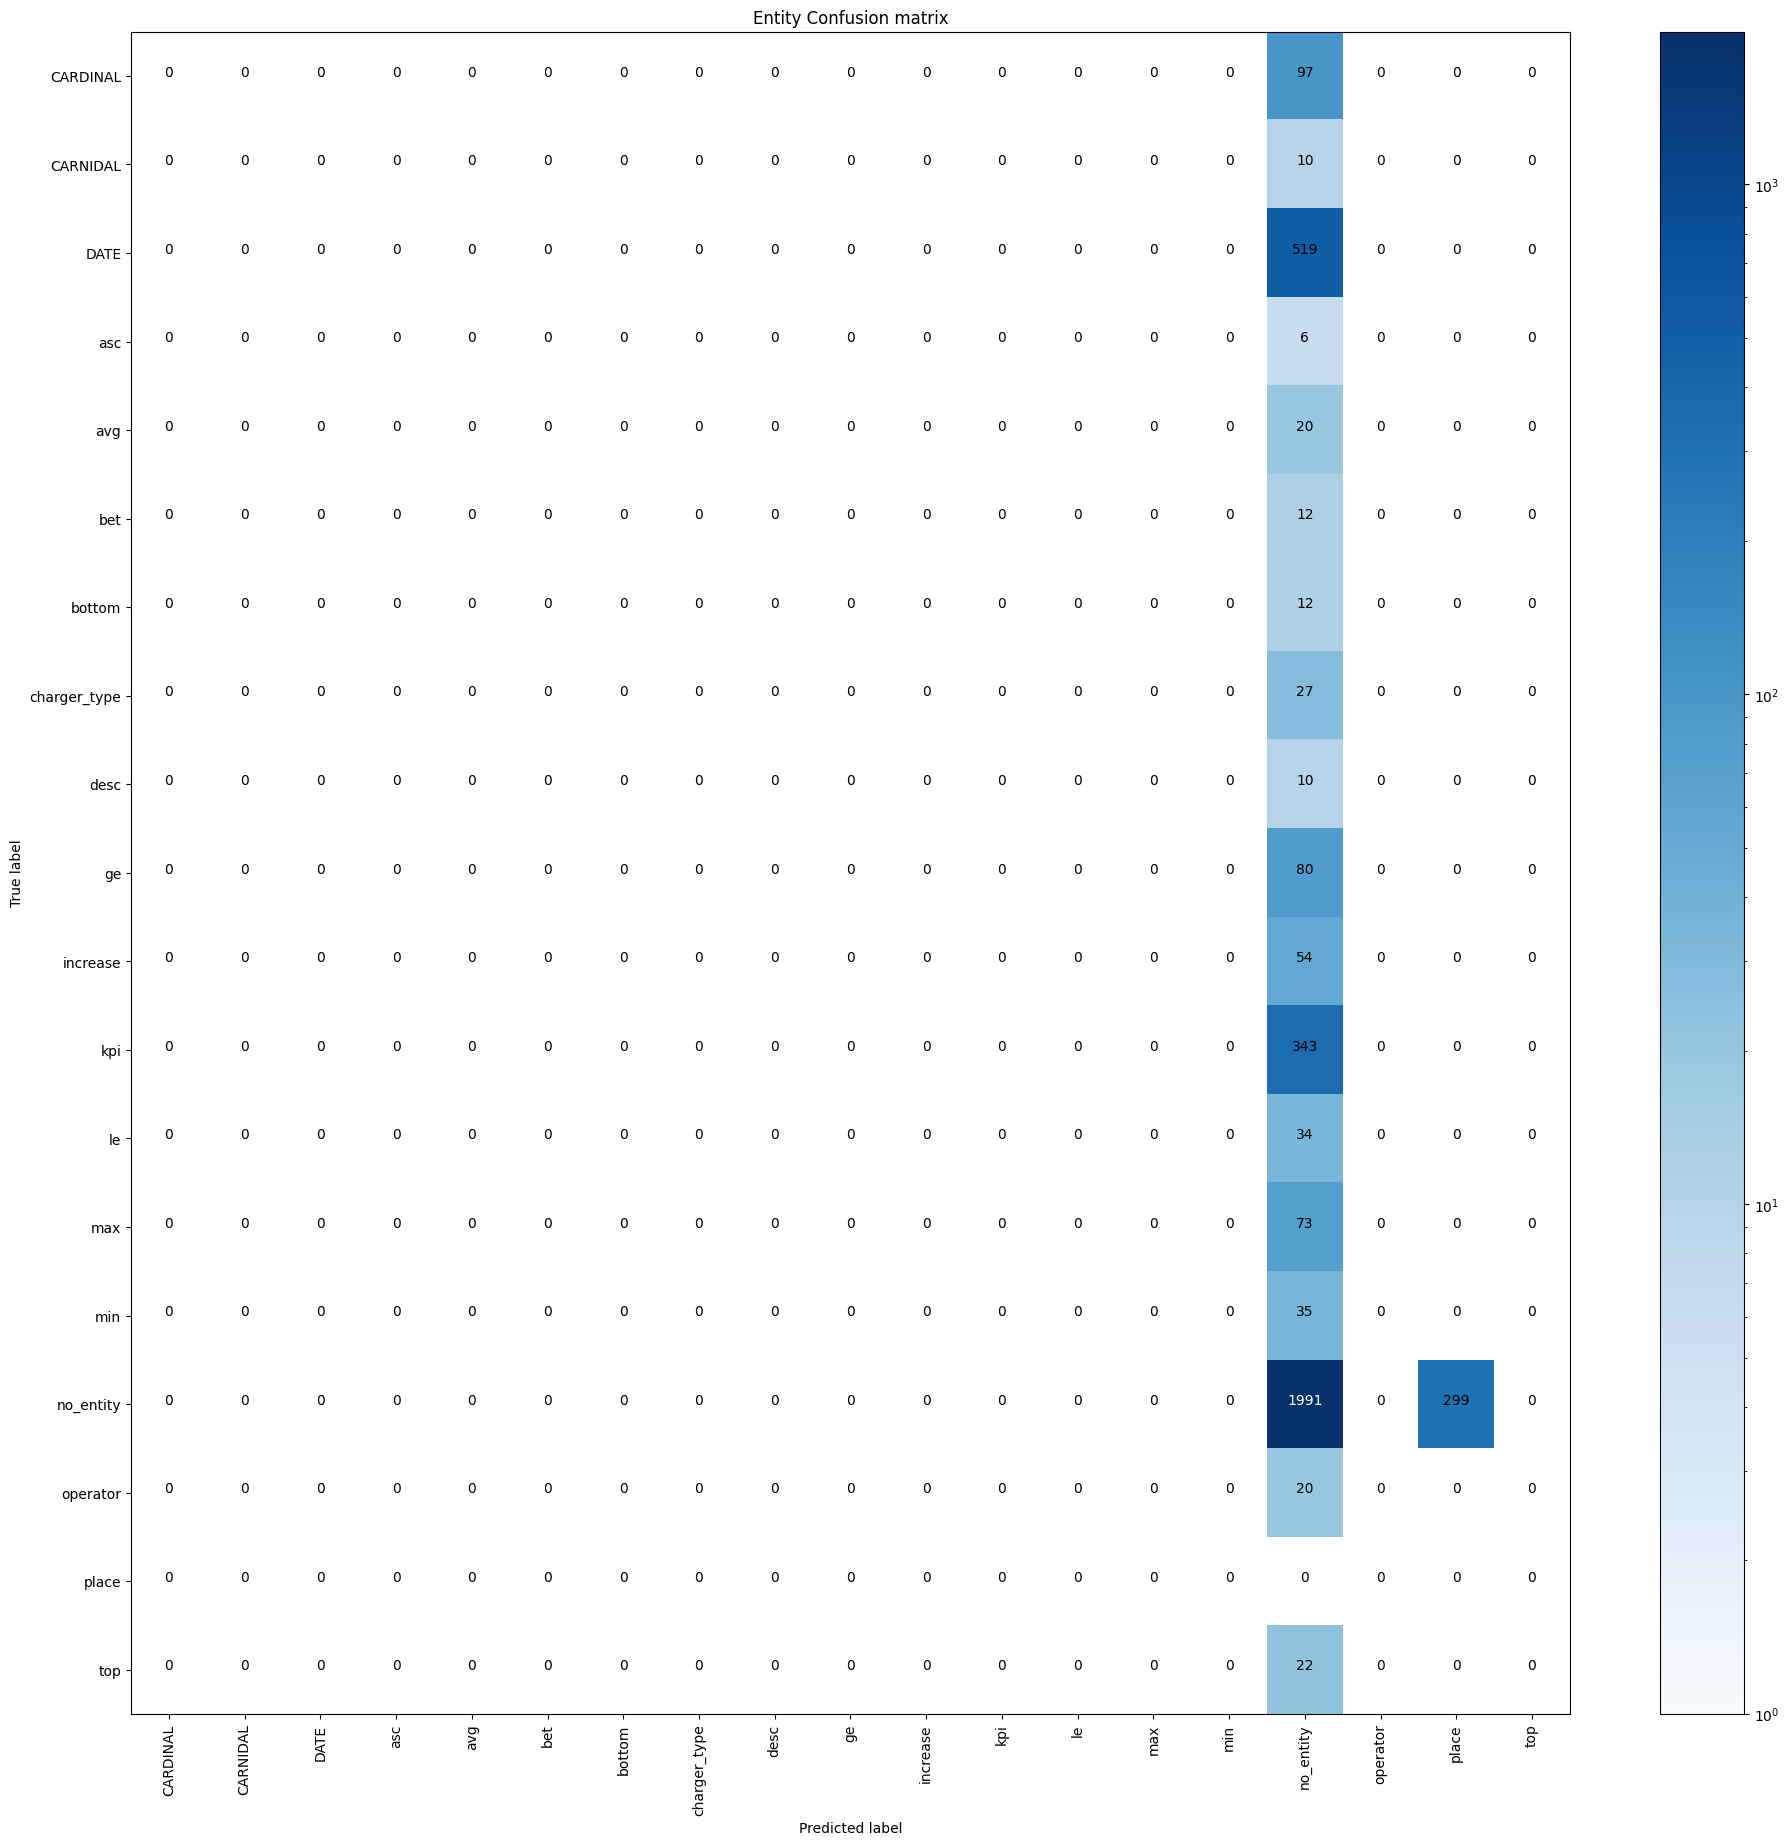 Entity Confusion matrix
CARDINAL 0 0 0 0 0 0 0 0 0 0 0 0 0 0 0 97 0 0 0
CARNIDAL 0 0 0 0 0 0 0 0 0 0 0 0 0 0 0 10 0 0 0
DATE 0 0 0 0 0 0 0 0 0 0 0 0 0 0 0 519 0 0 0
asc 0 0 0 0 0 0 0 0 0 0 0 0 0 0 0 6 0 0 0
avg 0 0 0 0 0 0 0 0 0 0 0 0 0 0 0 20 0 0 0
bet 0 0 0 0 0 0 0 0 0 0 0 0 0 0 0 12 0 0 0
bottom 0 0 0 0 0 0 0 0 0 0 0 0 0 0 0 12 0 0 0
charger_type 0 0 0 0 0 0 0 0 0 0 0 0 0 0 0 27 0 0 0
desc 0 0 0 0 0 0 0 0 0 0 0 0 0 0 0 10 0 0 0
ge 0 0 0 0 0 0 0 0 0 0 0 0 0 0 0 80 0 0 0
increase 0 0 0 0 0 0 0 0 0 0 0 0 0 0 0 54 0 0 0
kpi 0 0 0 0 0 0 0 0 0 0 0 0 0 0 0 343 0 0 0
le 0 0 0 0 0 0 0 0 0 0 0 0 0 0 0 34 0 0 0
max 0 0 0 0 0 0 0 0 0 0 0 0 0 0 0 73 0 0 0
min 0 0 0 0 0 0 0 0 0 0 0 0 0 0 0 35 0 0 0
no_entity 0 0 0 0 0 0 0 0 0 0 0 0 0 0 0 1991 0 299 0
operator 0 0 0 0 0 0 0 0 0 0 0 0 0 0 0 20 0 0 0
place 0 0 0 0 0 0 0 0 0 0 0 0 0 0 0 0 0 0 0
top 0 0 0 0 0 0 0 0 0 0 0 0 0 0 0 22 0 0 0
True label
CARDINAL CARNIDAL DATE asc avg bet bottom charger_type desc ge increase kpi le max min no_entity operator place top
Predicted label
10³
10²
10¹
10⁰